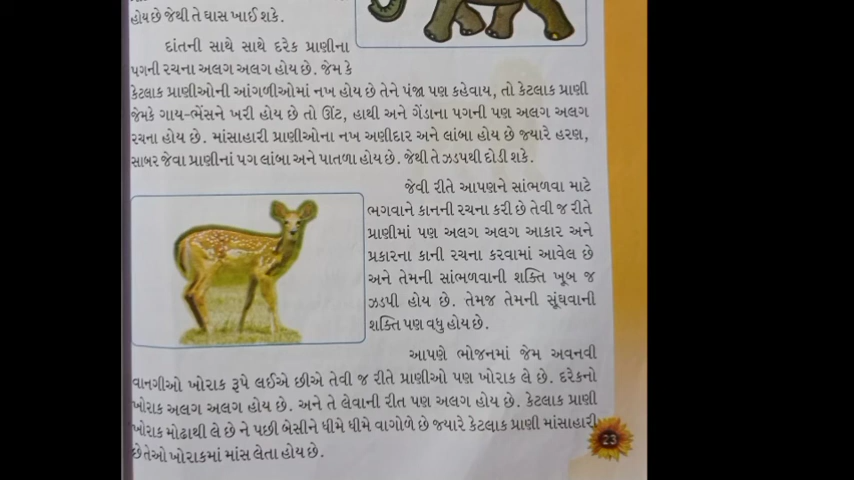 હોય છે જેથી તે ઘાસ ખાઈ શકે.
દાંતની સાથે સાથે દરેક પ્રાણીના
પગની રચના અલગ અલગ હોય છે. જેમ કે
કેટલાક પ્રાણીઓની આંગળીઓમાં નખ હોય છે તેને પંજા પણ કહેવાય, તો કેટલાક પ્રાણી
જેમકે ગાય-ભેંસને ખરી હોય છે તો ઊંટ, હાથી અને ગેંડાના પગની પણ અલગ અલગ
રચના હોય છે. માંસાહારી પ્રાણીઓના નખ અણીદાર અને લાંબા હોય છે જ્યારે હરણ,
સાબર જેવા પ્રાણીનાં પગ લાંબા અને પાતળા હોય છે. જેથી તે ઝડપથી દોડી શકે.
જેવી રીતે આપણને સાંભળવા માટે
ભગવાને કાનની રચના કરી છે તેવી જ રીતે
પ્રાણીમાં પણ અલગ અલગ આકાર અને
પ્રકારના કાની રચના કરવામાં આવેલ છે
અને તેમની સાંભળવાની શક્તિ ખૂબ જ
ઝડપી હોય છે. તેમજ તેમની સૂંઘવાની
શક્તિ પણ વધુ હોય છે.
આપણે ભોજનમાં જેમ અવનવી
વાનગીઓ ખોરાક રૂપે લઈએ છીએ તેવી જ રીતે પ્રાણીઓ પણ ખોરાક લે છે. દરેકનો
ખોરાક અલગ અલગ હોય છે. અને તે લેવાની રીત પણ અલગ હોય છે. કેટલાક પ્રાણી
ખોરાક મોઢાથી લે છે ને પછી બેસીને ધીમે ધીમે વાગોળે છે જ્યારે કેટલાક પ્રાણી માંસાહારી
છે તેઓ ખોરાકમાં માંસ લેતા હોય છે.
23